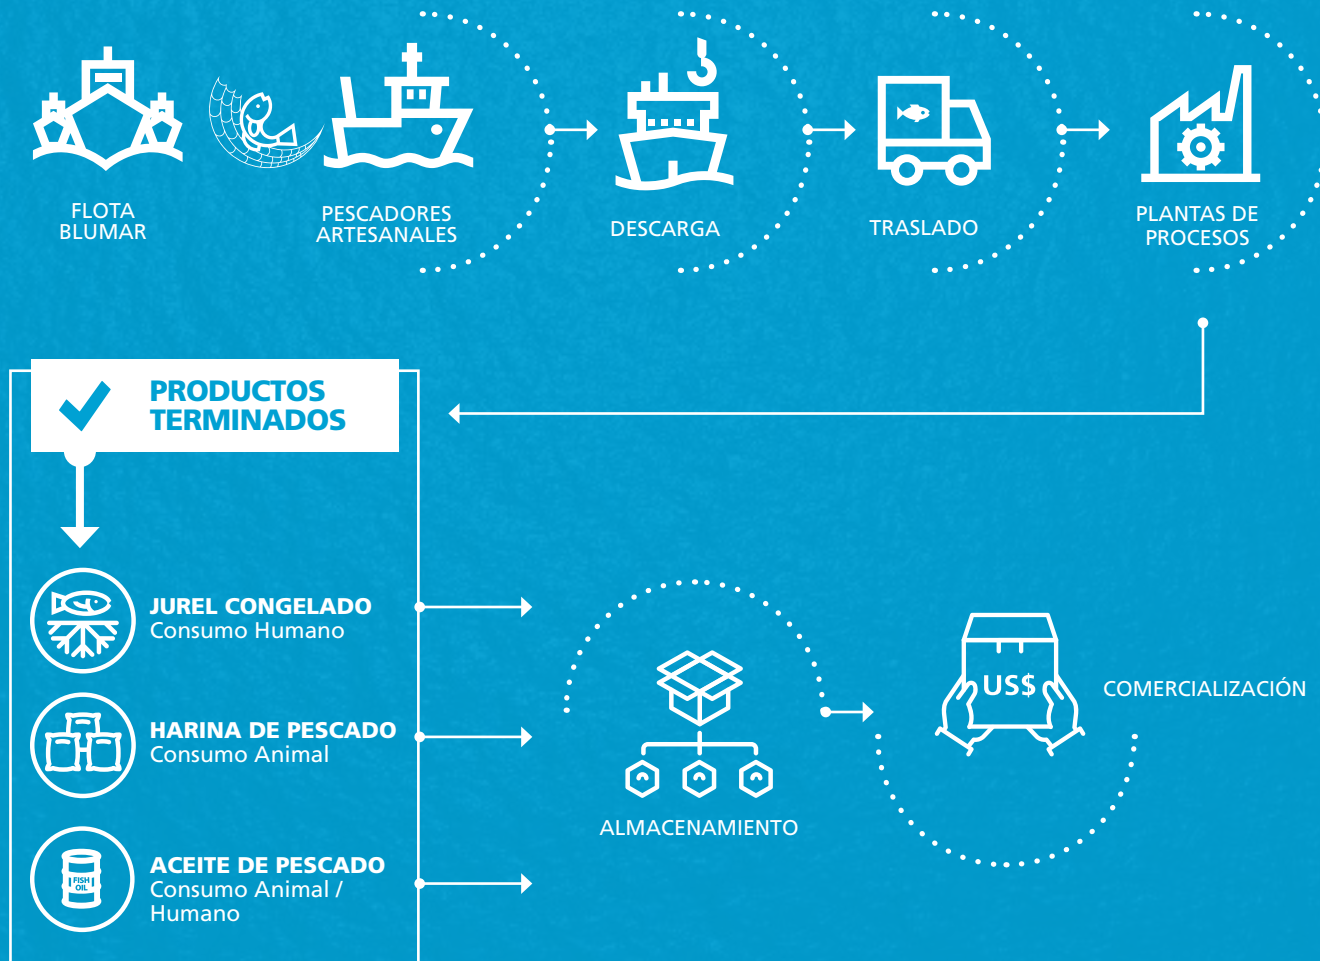 FLOTA
BLUMAR
PESCADORES
ARTESANALES
DESCARGA
TRASLADO
PLANTAS DE
PROCESOS
PRODUCTOS
TERMINADOS
JUREL CONGELADO
Consumo Humano
HARINA DE PESCADO
Consumo Animal
FISH
OIL
ACEITE DE PESCADO
Consumo Animal /
Humano
ALMACENAMIENTO
US$
COMERCIALIZACIÓN